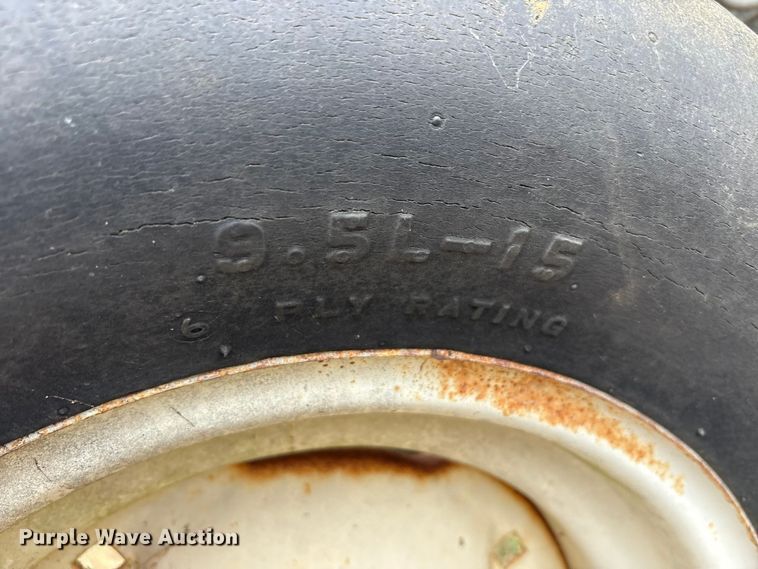 9.5L-15
6 PLY RATING
Purple Wave Auction